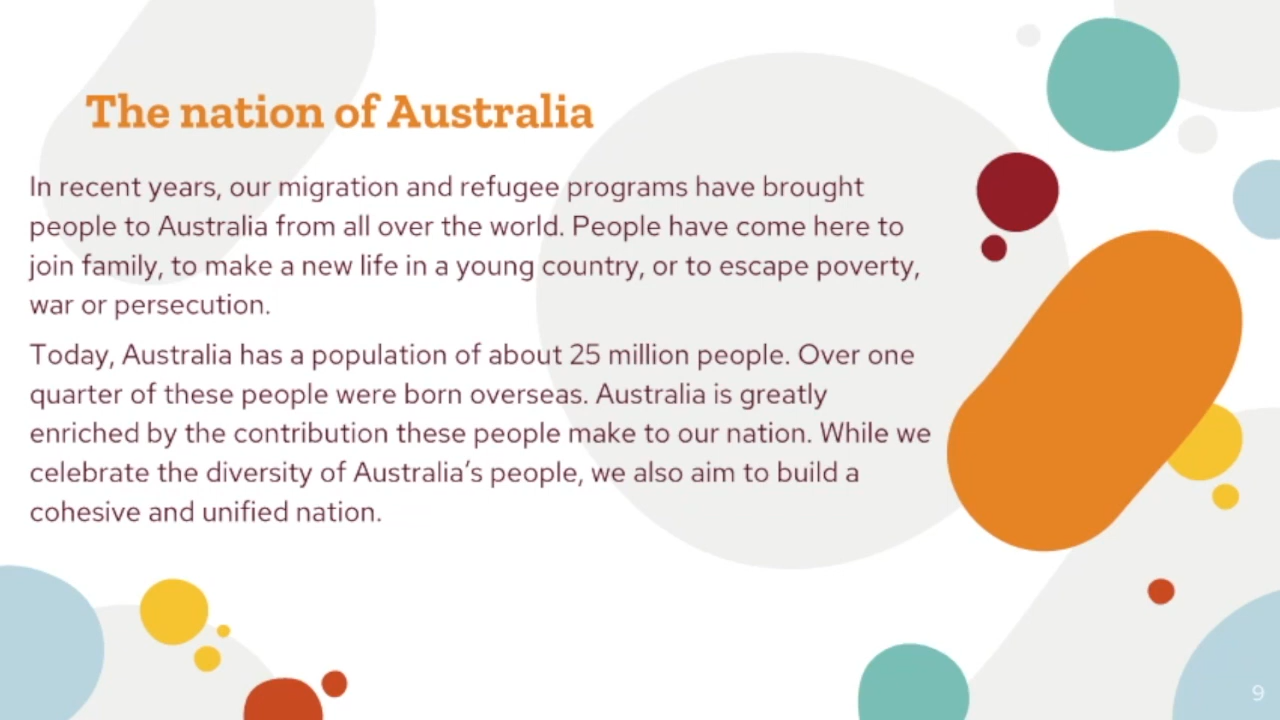 The nation of Australia
In recent years, our migration and refugee programs have brought
people to Australia from all over the world. People have come here to
join family, to make a new life in a young country, or to escape poverty,
war or persecution.
Today, Australia has a population of about 25 million people. Over one
quarter of these people were born overseas. Australia is greatly
enriched by the contribution these people make to our nation. While we
celebrate the diversity of Australia’s people, we also aim to build a
cohesive and unified nation.
9